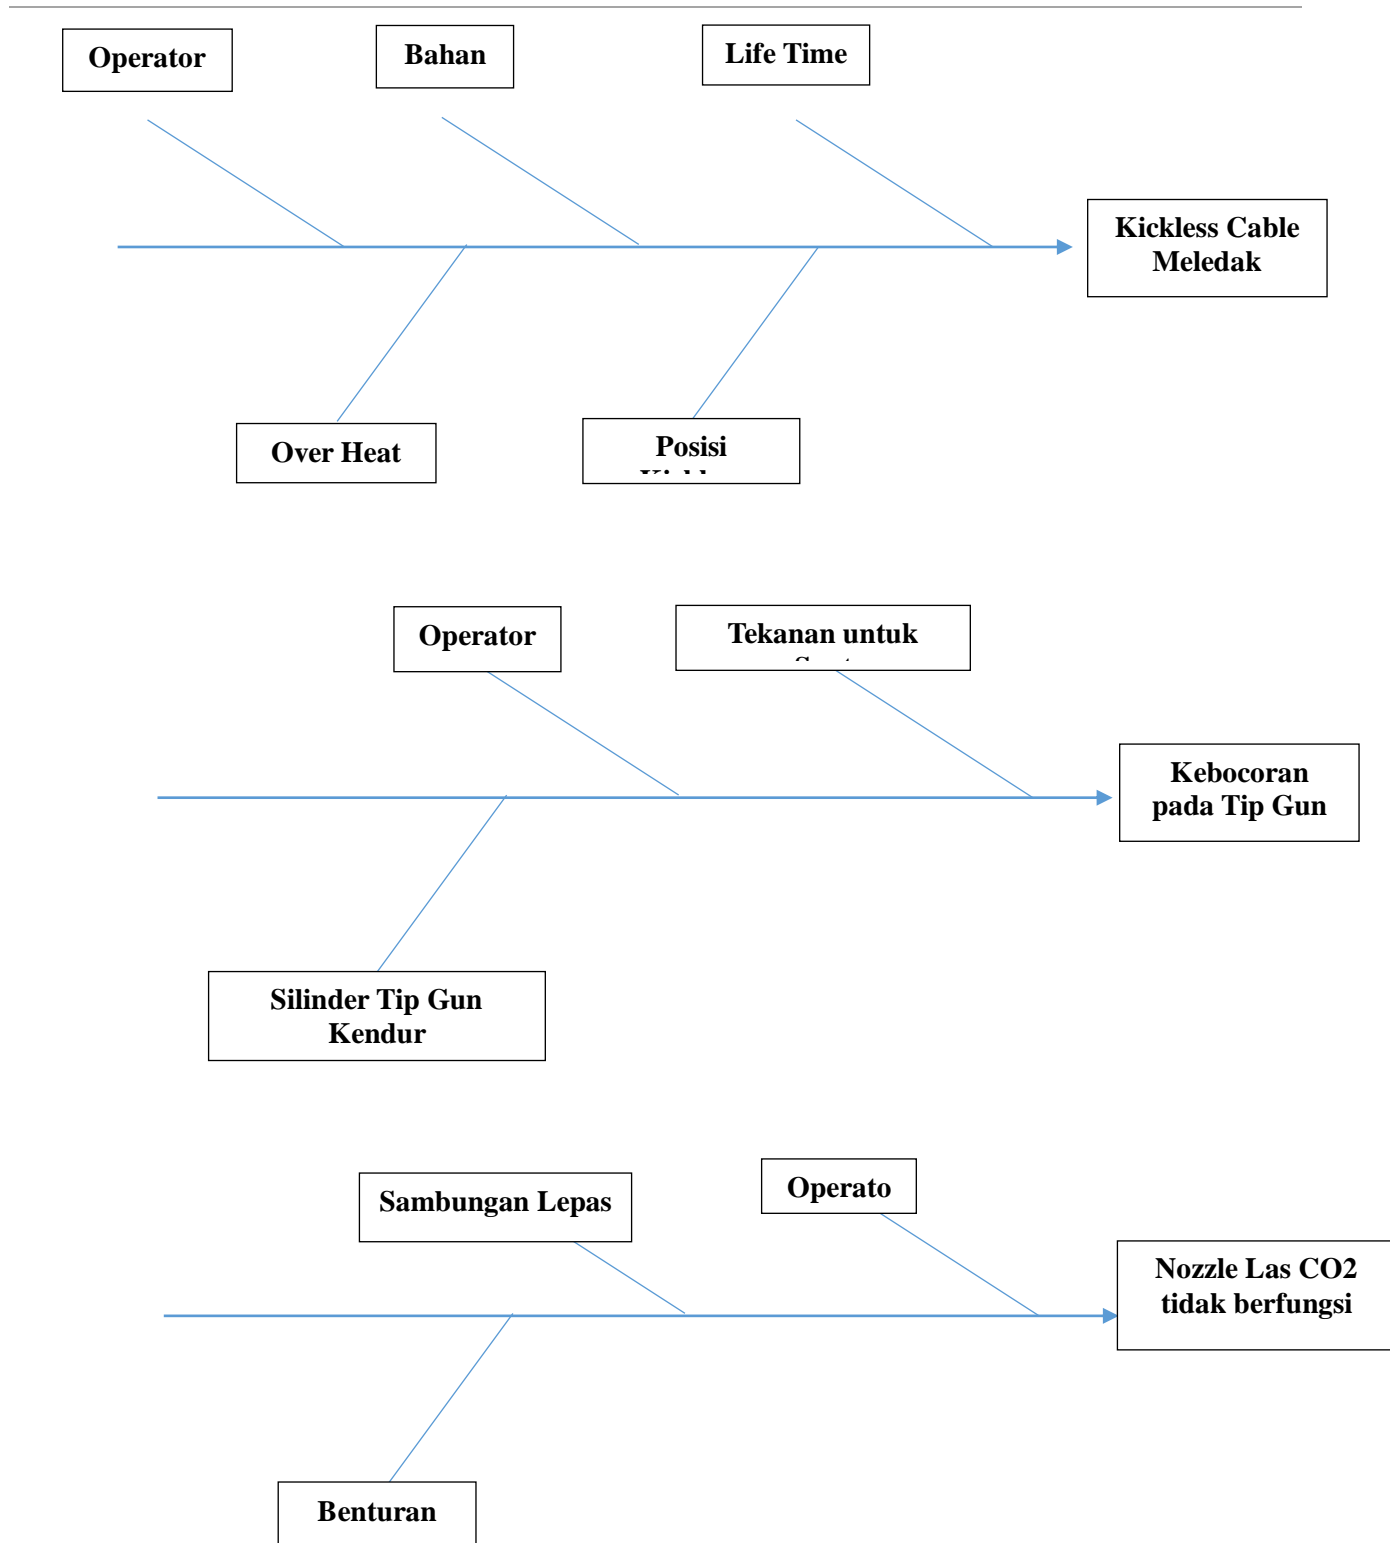 Operator
Bahan
Life Time
Kickless Cable
Meledak
Over Heat
Posisi
Operator
Tekanan untuk
Kebocoran
pada Tip Gun
Silinder Tip Gun
Kendur
Sambungan Lepas
Operato
Nozzle Las CO2
tidak berfungsi
Benturan